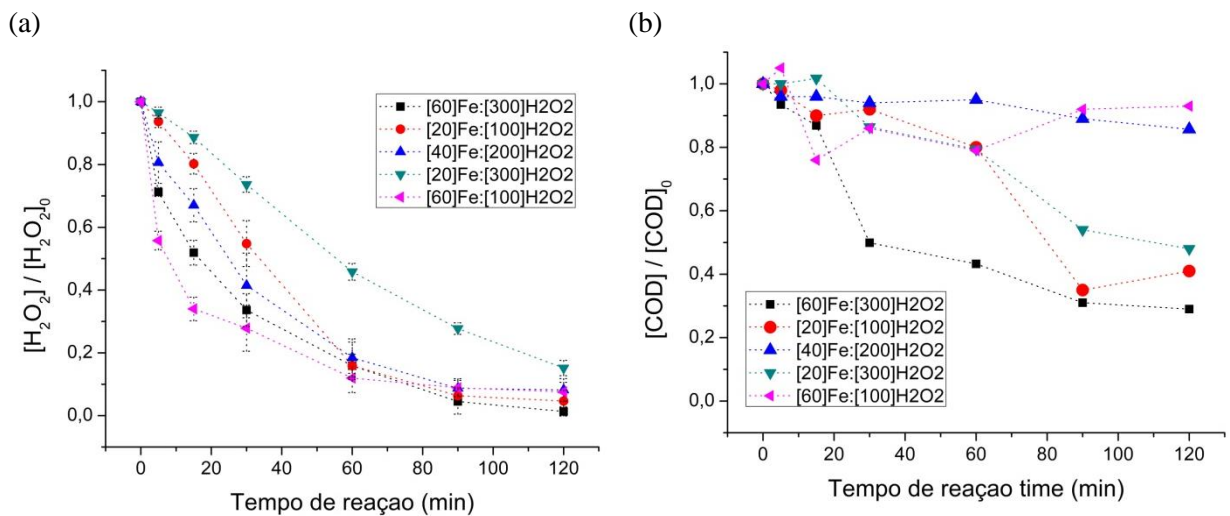 (a)
1,0
0,8
0,6
0,4
0,2
0,0
[H2O2] / [H2O2]0
[60]Fe:[300]H2O2
[20]Fe:[100]H2O2
[40]Fe:[200]H2O2
[20]Fe:[300]H2O2
[60]Fe:[100]H2O2
0 20 40 60 80 100 120
Tempo de reaçao (min)
(b)
1,0
0,8
0,6
0,4
0,2
0,0
[COD] / [COD]0
[60]Fe:[300]H2O2
[20]Fe:[100]H2O2
[40]Fe:[200]H2O2
[20]Fe:[300]H2O2
[60]Fe:[100]H2O2
0 20 40 60 80 100 120
Tempo de reaçao time (min)